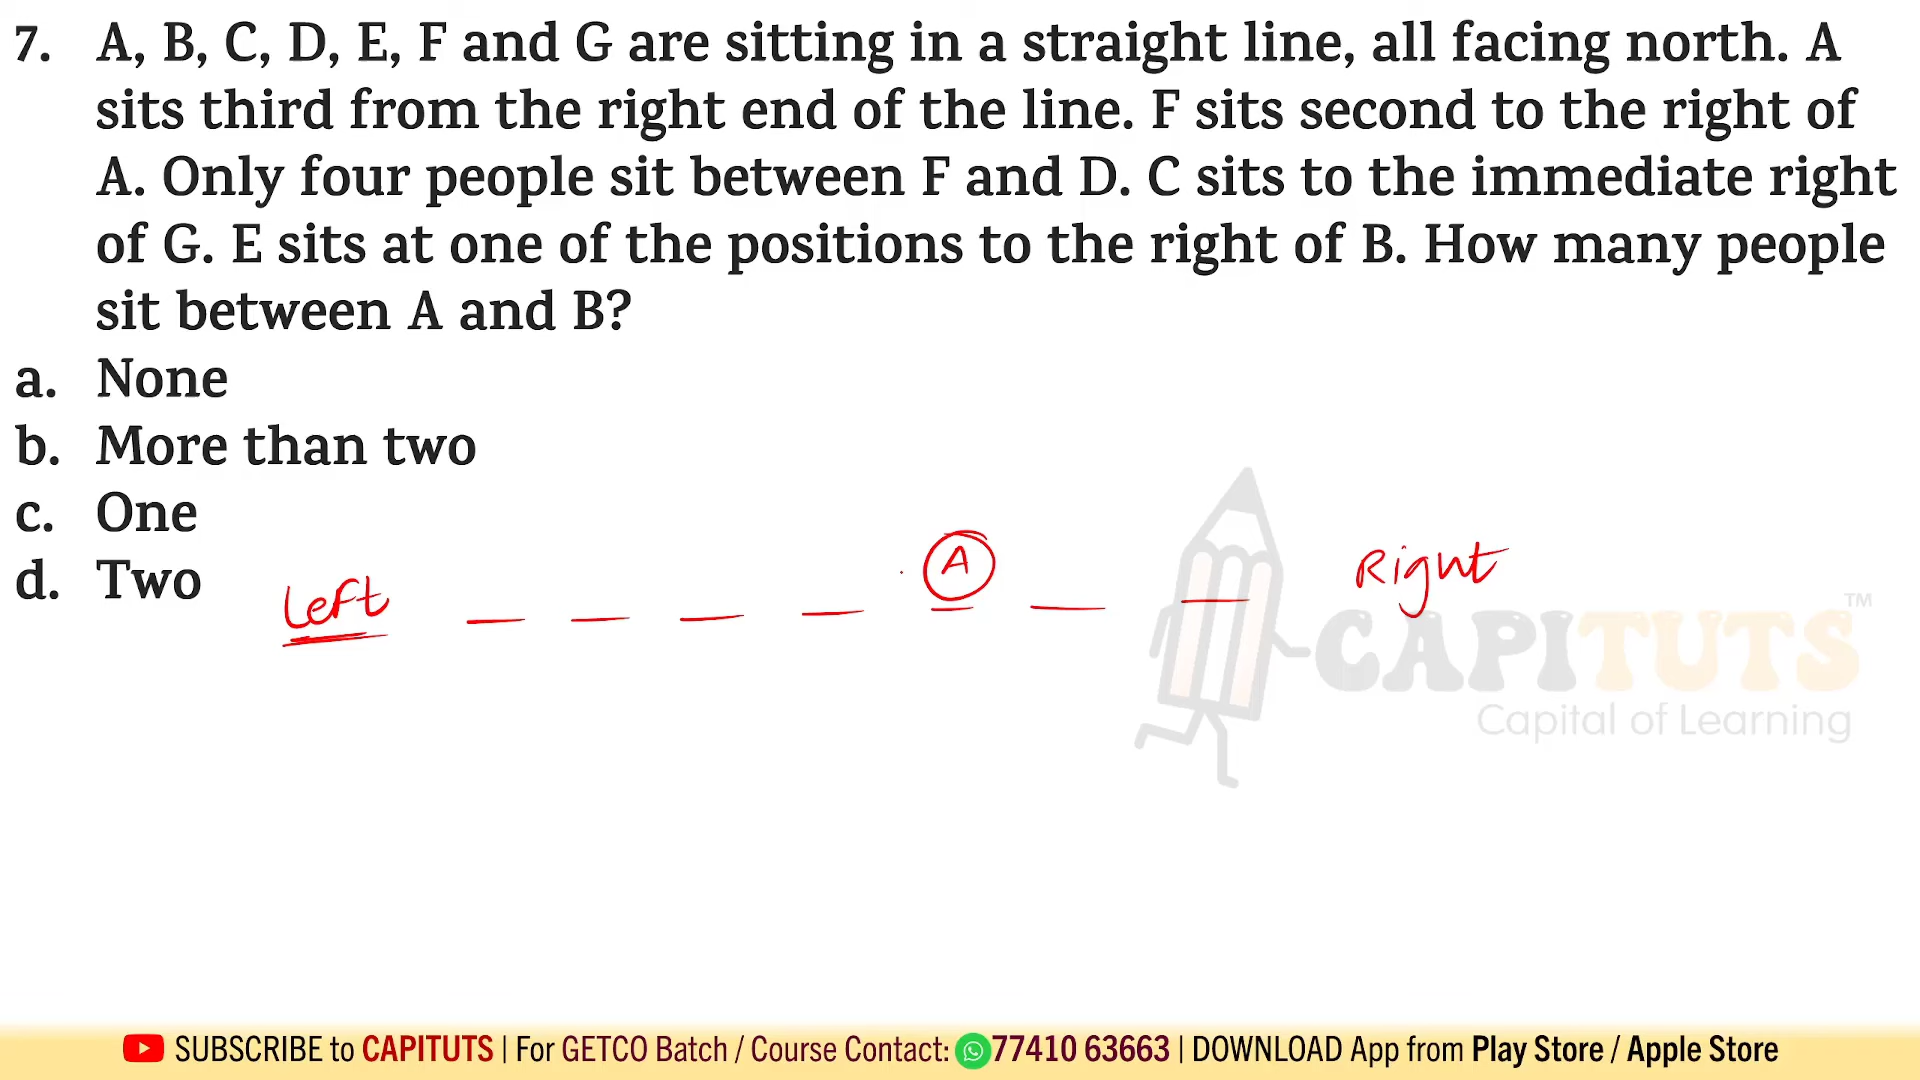 7. A, B, C, D, E, F and G are sitting in a straight line, all facing north. A
sits third from the right end of the line. F sits second to the right of
A. Only four people sit between F and D. C sits to the immediate right
of G. E sits at one of the positions to the right of B. How many people
sit between A and B?
a. None
b. More than two
c. One
d. Two
Left
A
Right
CAPITUTS™
Capital of Learning
SUBSCRIBE to CAPITUTS | For GETCO Batch / Course Contact: 77410 63663 | DOWNLOAD App from Play Store / Apple Store